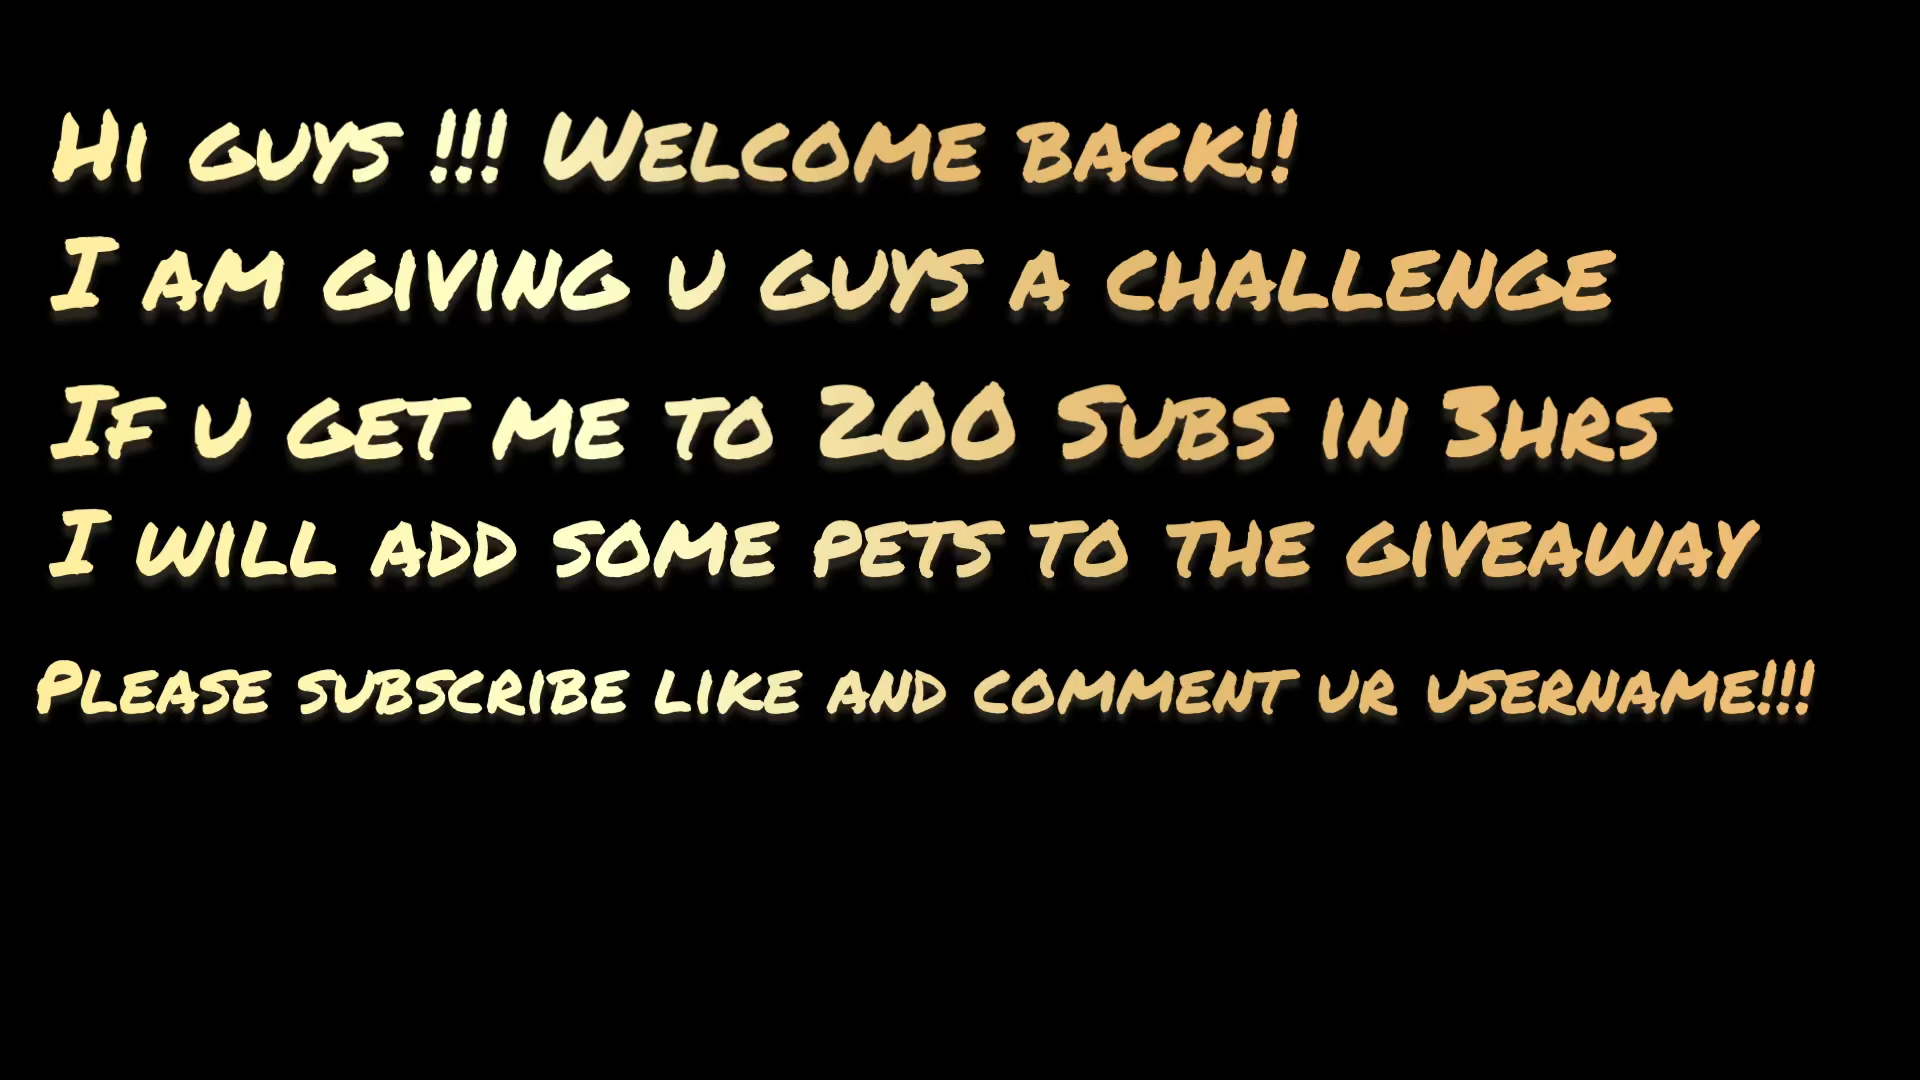 Hi guys !!! Welcome back!!
I am giving u guys a challenge
If u get me to 200 Subs in 3hrs
I will add some pets to the giveaway
Please subscribe like and comment ur username!!!